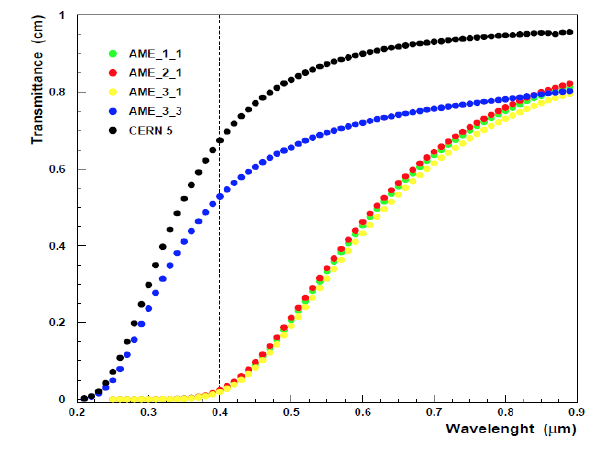 Transmittance (cm)
1
0.8
0.6
0.4
0.2
0
AME_1_1
AME_2_1
AME_3_1
AME_3_3
CERN 5
0.2 0.3 0.4 0.5 0.6 0.7 0.8 0.9
Wavelenght (μm)